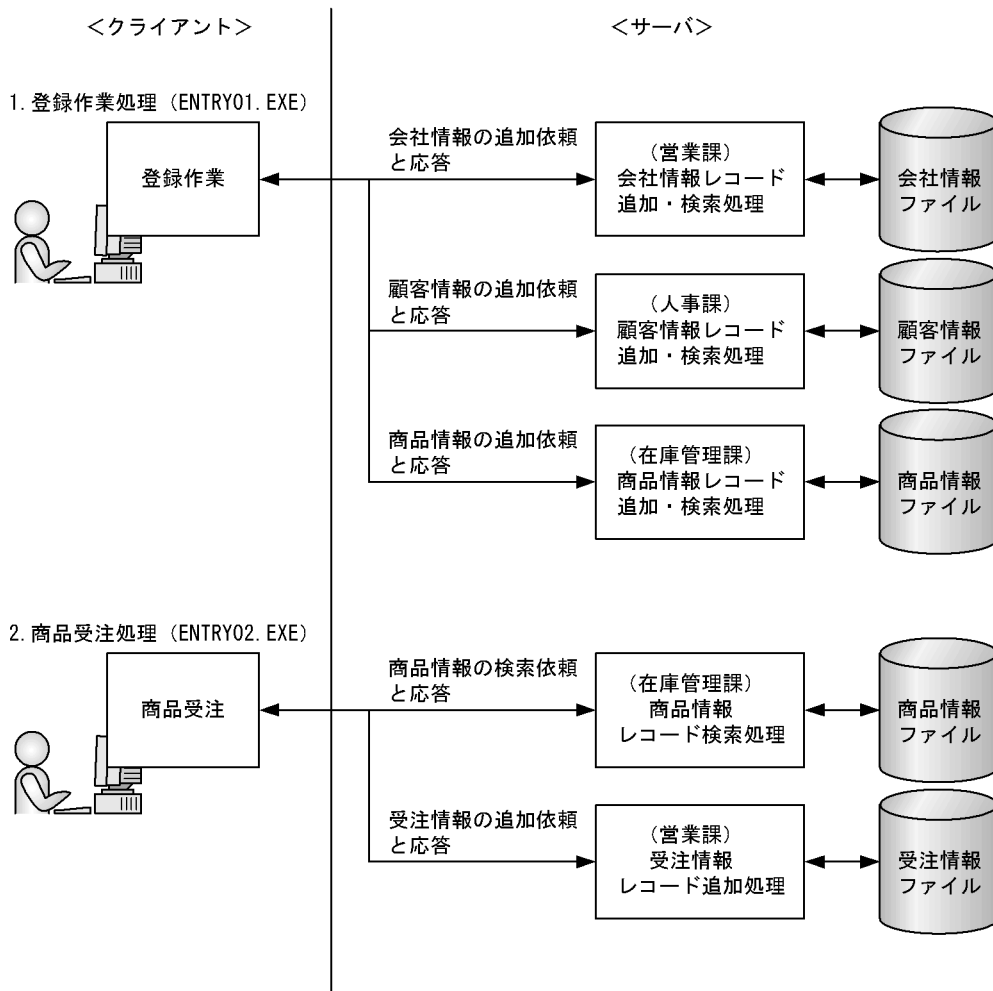 ＜クライアント＞
＜サーバ＞
1.登録作業処理（ENTRY01.EXE）
登録作業
会社情報の追加依頼
と応答
（営業課）
会社情報レコード
追加・検索処理
会社情報
ファイル
顧客情報の追加依頼
と応答
（人事課）
顧客情報レコード
追加・検索処理
顧客情報
ファイル
商品情報の追加依頼
と応答
（在庫管理課）
商品情報レコード
追加・検索処理
商品情報
ファイル
2.商品受注処理（ENTRY02.EXE）
商品受注
商品情報の検索依頼
と応答
（在庫管理課）
商品情報
レコード検索処理
商品情報
ファイル
受注情報の追加依頼
と応答
（営業課）
受注情報
レコード追加処理
受注情報
ファイル